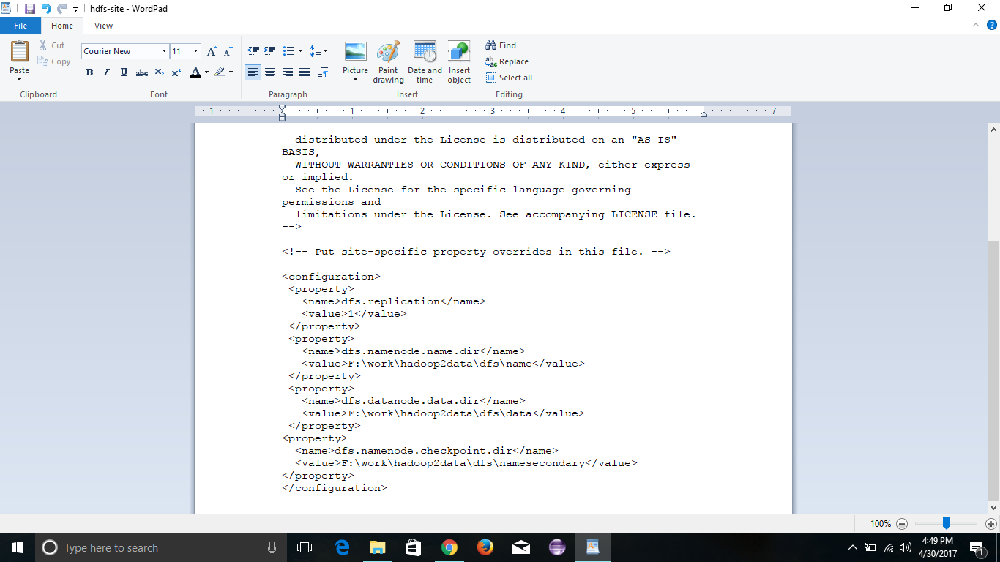 hdfs-site - WordPad
File Home View
Paste
Cut
Copy
Clipboard
Courier New 11
B I U abc X₂ X² A
Font
Paragraph
Picture
Paint drawing
Date and time
Insert object
Insert
Find
Replace
Select all
Editing
1 1 2 3 4 5 7
distributed under the License is distributed on an "AS IS"
BASIS,
WITHOUT WARRANTIES OR CONDITIONS OF ANY KIND, either express
or implied.
See the License for the specific language governing
permissions and
limitations under the License. See accompanying LICENSE file.
-->
<!-- Put site-specific property overrides in this file. -->
<configuration>
<property>
<name>dfs.replication</name>
<value>1</value>
</property>
<property>
<name>dfs.namenode.name.dir</name>
<value>F:\work\hadoop2data\dfs\name</value>
</property>
<property>
<name>dfs.datanode.data.dir</name>
<value>F:\work\hadoop2data\dfs\data</value>
</property>
<property>
<name>dfs.namenode.checkpoint.dir</name>
<value>F:\work\hadoop2data\dfs\namesecondary</value>
</property>
</configuration>
100%
Type here to search
4:49 PM
4/30/2017
1